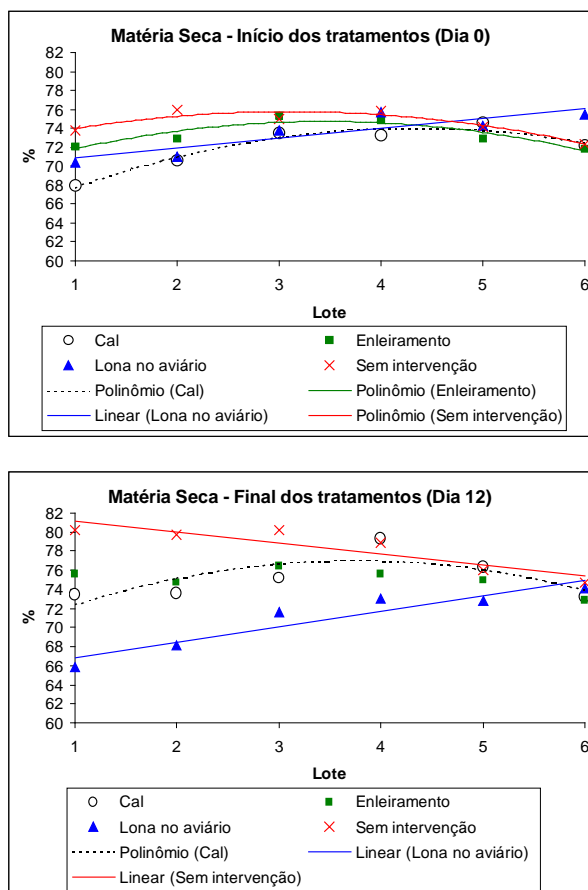 Matéria Seca - Início dos tratamentos (Dia 0)
82
80
78
76
74
72
70
68
66
64
62
60
%
1 2 3 4 5 6
Lote
Cal Enleiramento
Lona no aviário Sem intervenção
Polinômio (Cal) Polinômio (Enleiramento)
Linear (Lona no aviário) Polinômio (Sem intervenção)
Matéria Seca - Final dos tratamentos (Dia 12)
82
80
78
76
74
72
70
68
66
64
62
60
%
1 2 3 4 5 6
Lote
Cal Enleiramento
Lona no aviário Sem intervenção
Polinômio (Cal) Linear (Lona no aviário)
Linear (Sem intervenção)